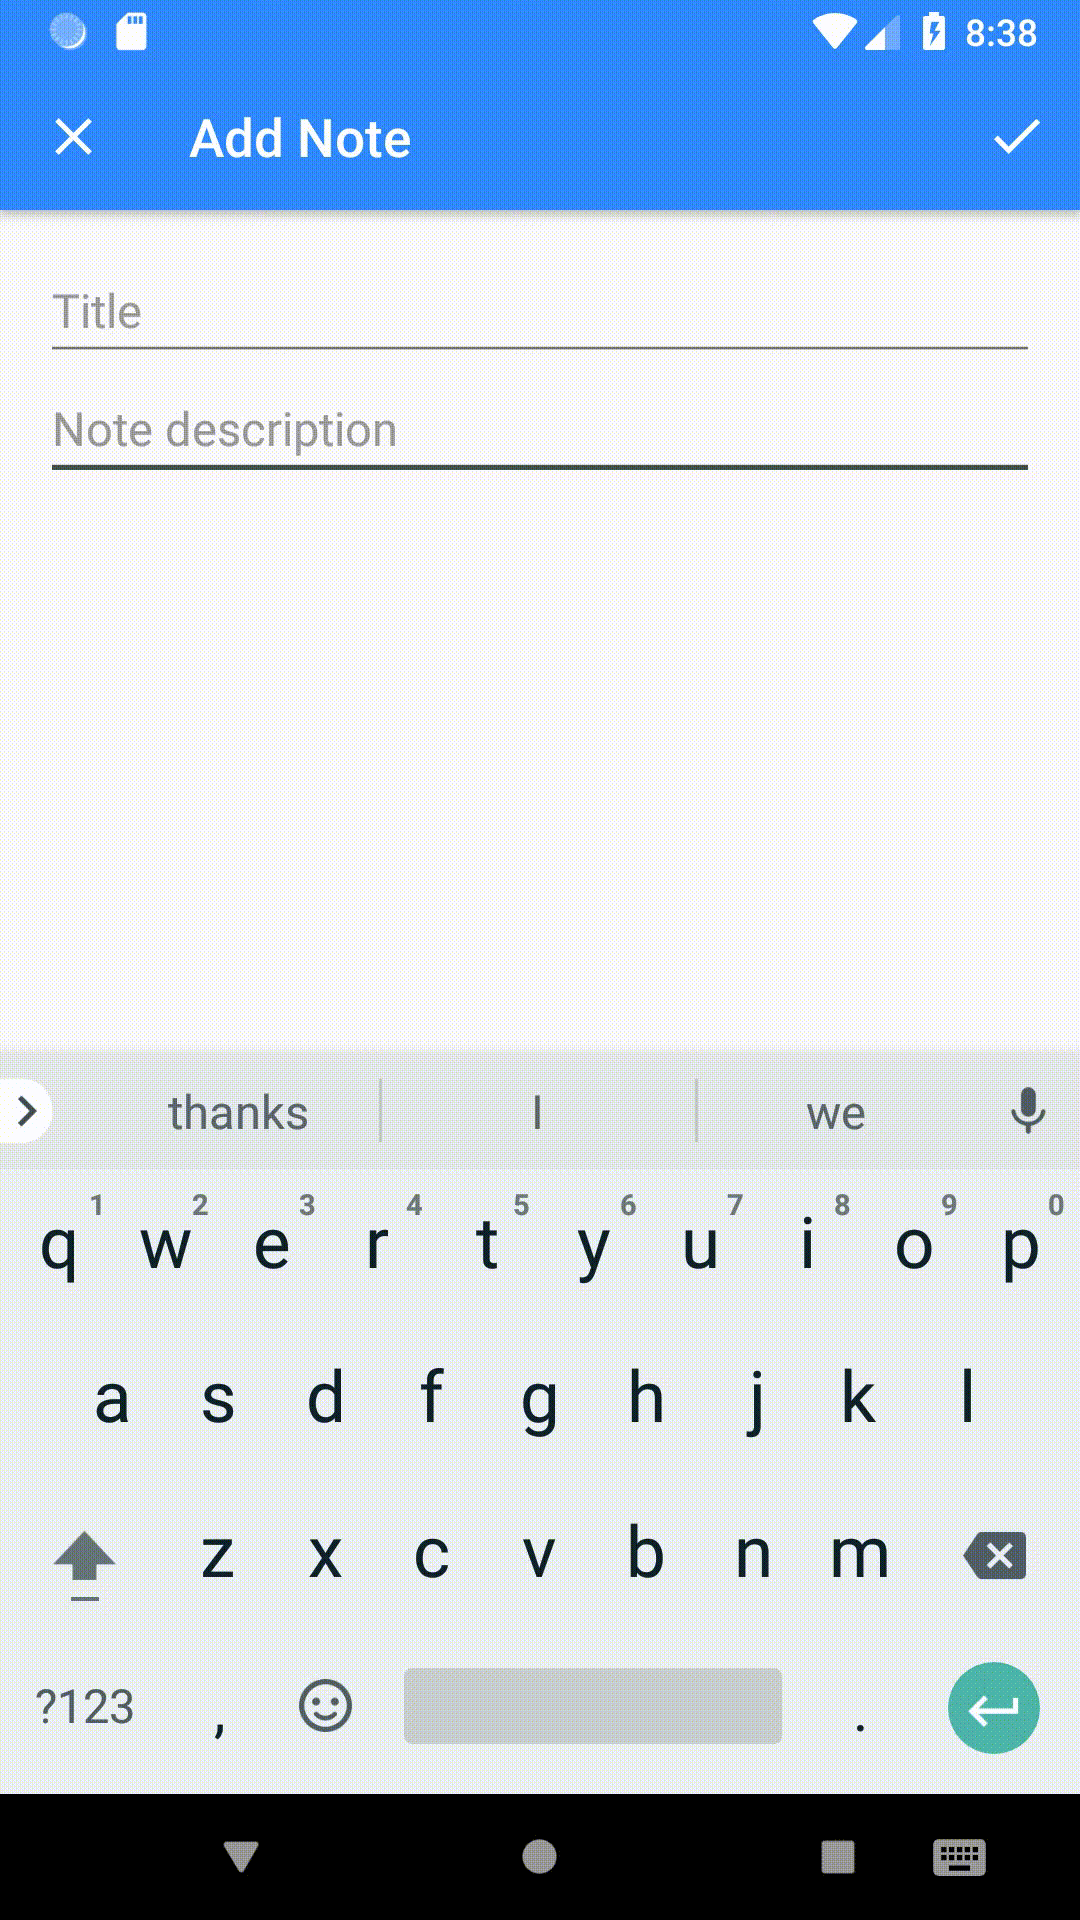 8:38
Add Note
Title
Note description
thanks I we
1 2 3 4 5 6 7 8 9 0
q w e r t y u i o p
a s d f g h j k l
z x c v b n m
?123 , .